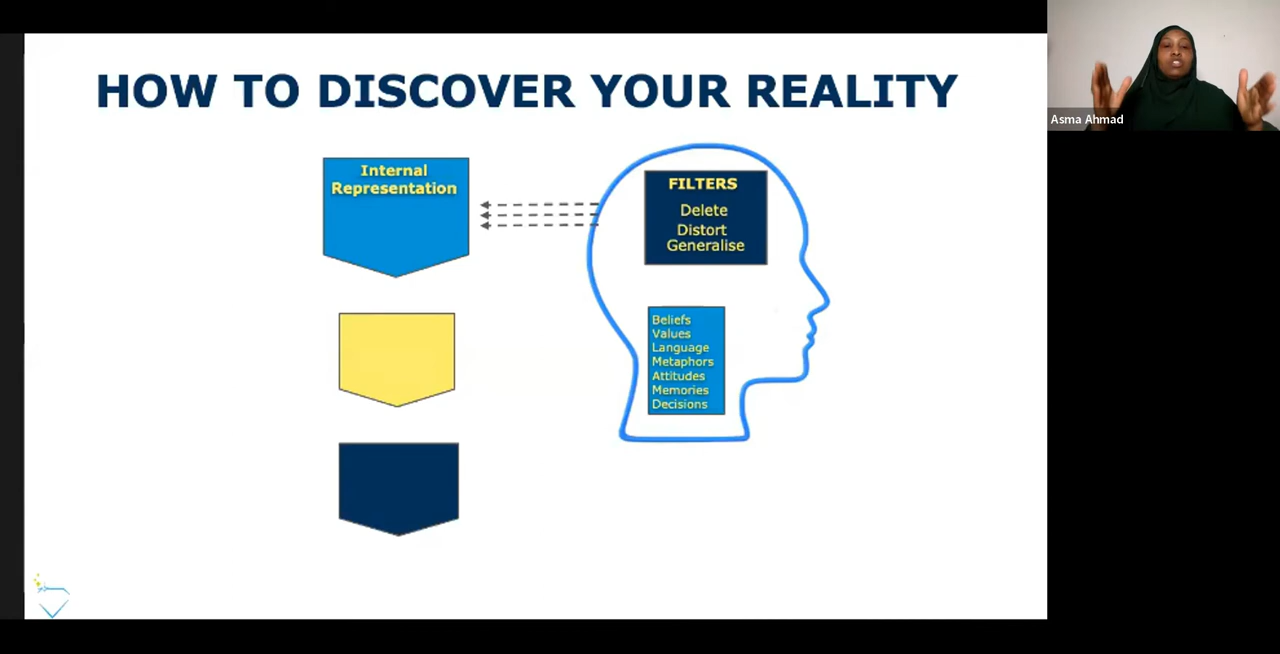 HOW TO DISCOVER YOUR REALITY
Asma Ahmad
Internal
Representation
FILTERS
Delete
Distort
Generalise
Beliefs
Values
Language
Metaphors
Attitudes
Memories
Decisions